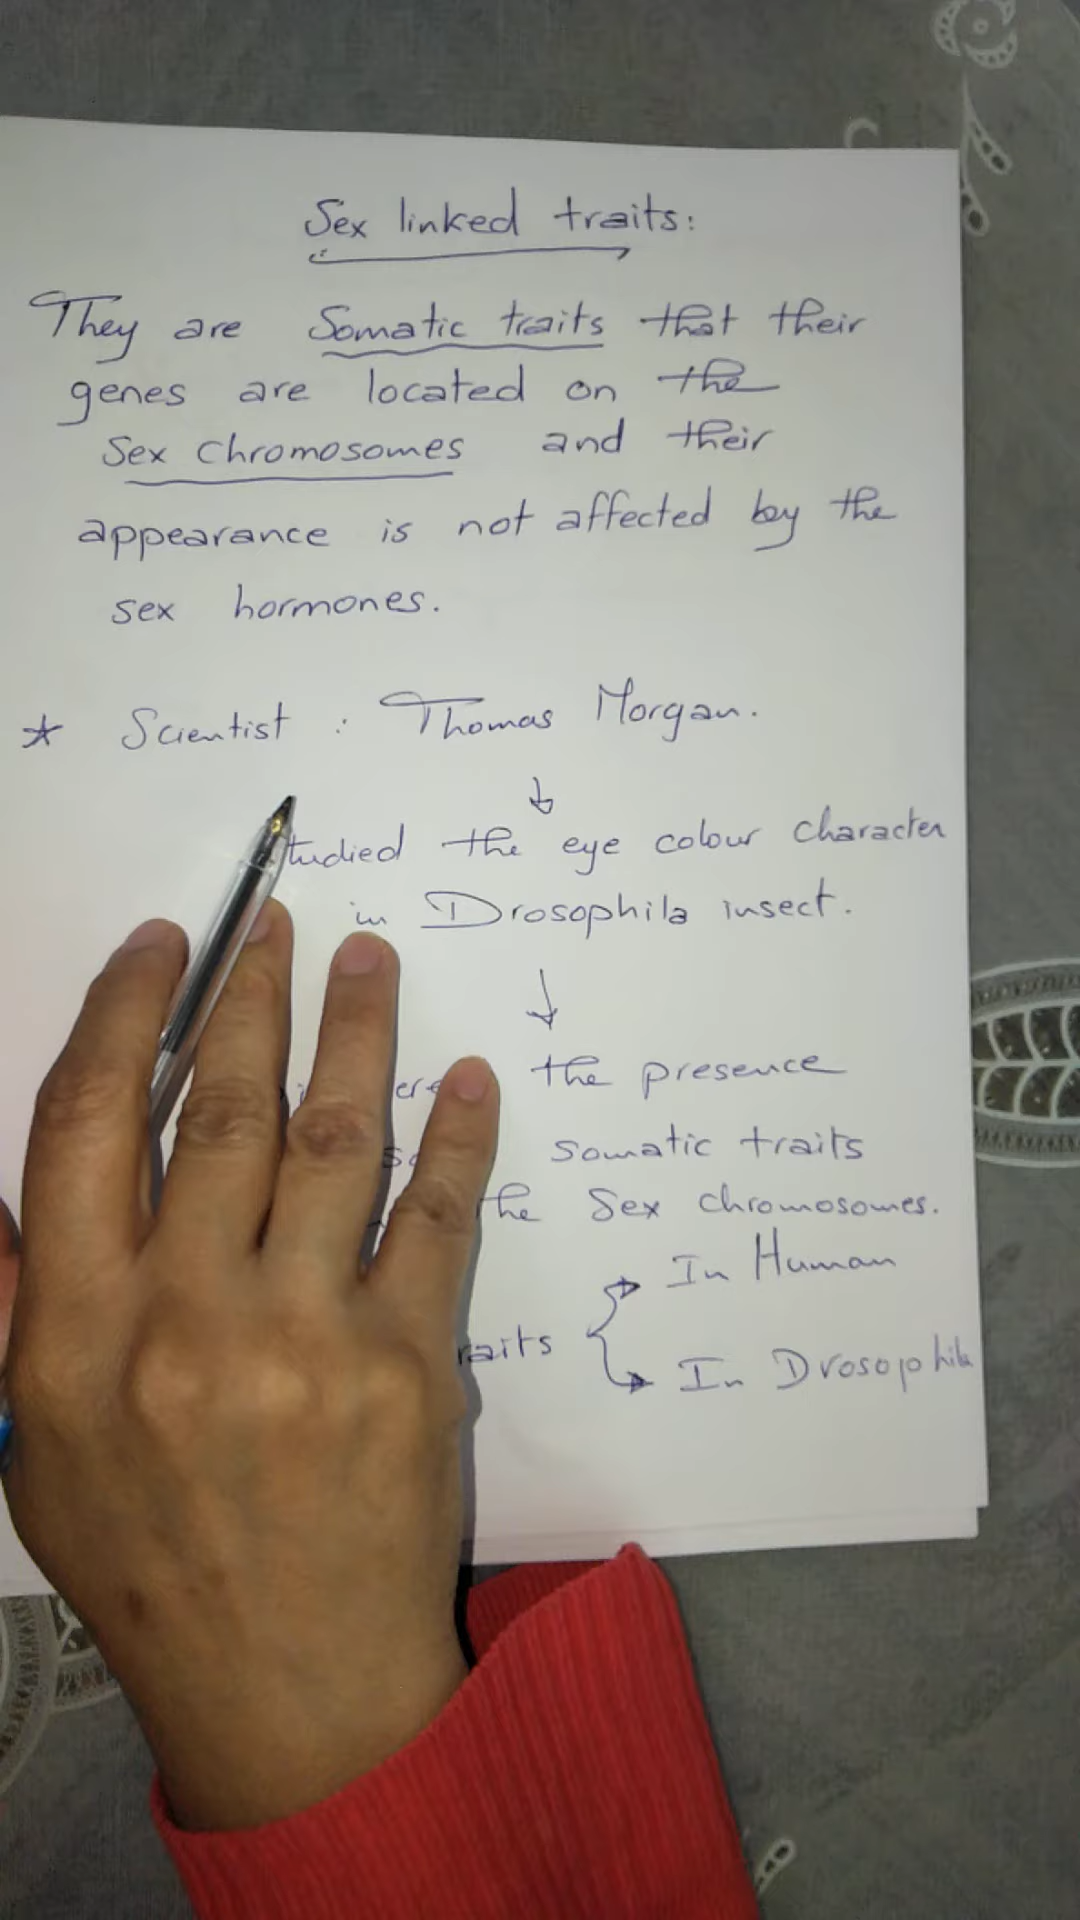 Sex linked traits:
They are Somatic traits that their
genes are located on the
Sex chromosomes and their
appearance is not affected by the
sex hormones.
* Scientist : Thomas Morgan.
↓
tudied the eye colour character
in Drosophila insect.
↓
the presence
somatic traits
the Sex chromosomes.
In Human
raits
In Drosophila